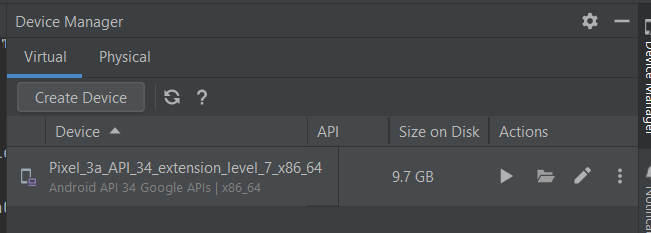 Device Manager
Virtual Physical
Create Device ?
Device API Size on Disk Actions
Pixel_3a_API_34_extension_level_7_x86_64 9.7 GB
Android API 34 Google APIs | x86_64
Device Manager